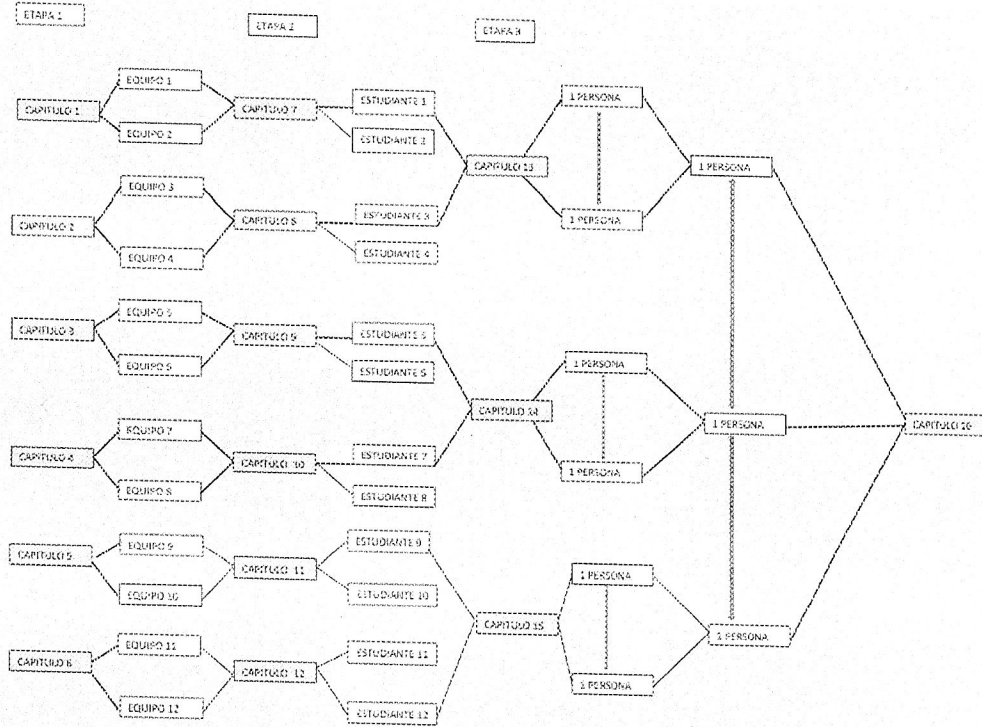 ETAPA 1
ETAPA 2
ETAPA 3
EQUIPO 1
CAPITULO 1
CAPITULO 7
ESTUDIANTE 1
1 PERSONA
EQUIPO 2
ESTUDIANTE 2
CAPITULO 13
1 PERSONA
EQUIPO 3
CAPITULO 2
CAPITULO 8
ESTUDIANTE 3
1 PERSONA
EQUIPO 4
ESTUDIANTE 4
EQUIPO 5
CAPITULO 3
CAPITULO 9
ESTUDIANTE 5
EQUIPO 6
ESTUDIANTE 6
1 PERSONA
CAPITULO 14
1 PERSONA
CAPITULO 16
EQUIPO 7
CAPITULO 4
CAPITULO 10
ESTUDIANTE 7
1 PERSONA
EQUIPO 8
ESTUDIANTE 8
EQUIPO 9
CAPITULO 5
CAPITULO 11
ESTUDIANTE 9
1 PERSONA
EQUIPO 10
ESTUDIANTE 10
CAPITULO 15
1 PERSONA
EQUIPO 11
CAPITULO 6
CAPITULO 12
ESTUDIANTE 11
1 PERSONA
EQUIPO 12
ESTUDIANTE 12